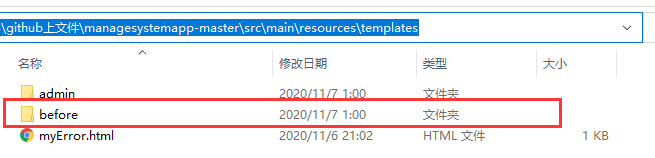 \github上文件\managesystemapp-master\src\main\resources\templates
名称 修改日期 类型 大小
admin 2020/11/7 1:00 文件夹
before 2020/11/7 1:00 文件夹
myError.html 2020/11/6 21:02 HTML 文件 1 KB